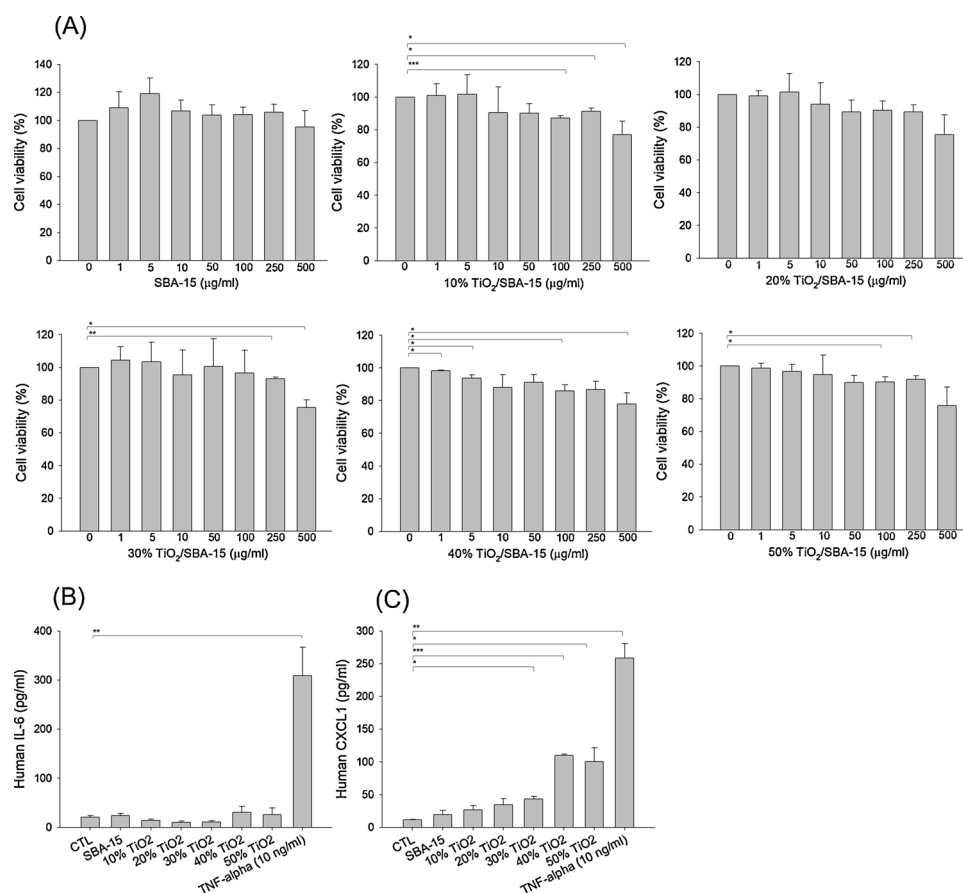 (A)
Cell viability (%)
140
120
100
80
60
40
20
0
0 1 5 10 50 100 250 500
SBA-15 (μg/ml)
*
*
***
Cell viability (%)
120
100
80
60
40
20
0
0 1 5 10 50 100 250 500
10% TiO2/SBA-15 (μg/ml)
Cell viability (%)
120
100
80
60
40
20
0
0 1 5 10 50 100 250 500
20% TiO2/SBA-15 (μg/ml)
*
**
Cell viability (%)
120
100
80
60
40
20
0
0 1 5 10 50 100 250 500
30% TiO2/SBA-15 (μg/ml)
*
*
*
*
Cell viability (%)
120
100
80
60
40
20
0
0 1 5 10 50 100 250 500
40% TiO2/SBA-15 (μg/ml)
*
*
Cell viability (%)
120
100
80
60
40
20
0
0 1 5 10 50 100 250 500
50% TiO2/SBA-15 (μg/ml)
(B)
**
Human IL-6 (pg/ml)
400
300
200
100
0
CTL
SBA-15
10% TiO2
20% TiO2
30% TiO2
40% TiO2
50% TiO2
TNF-alpha (10 ng/ml)
(C)
**
*
***
*
Human CXCL1 (pg/ml)
300
250
200
150
100
50
0
CTL
SBA-15
10% TiO2
20% TiO2
30% TiO2
40% TiO2
50% TiO2
TNF-alpha (10 ng/ml)